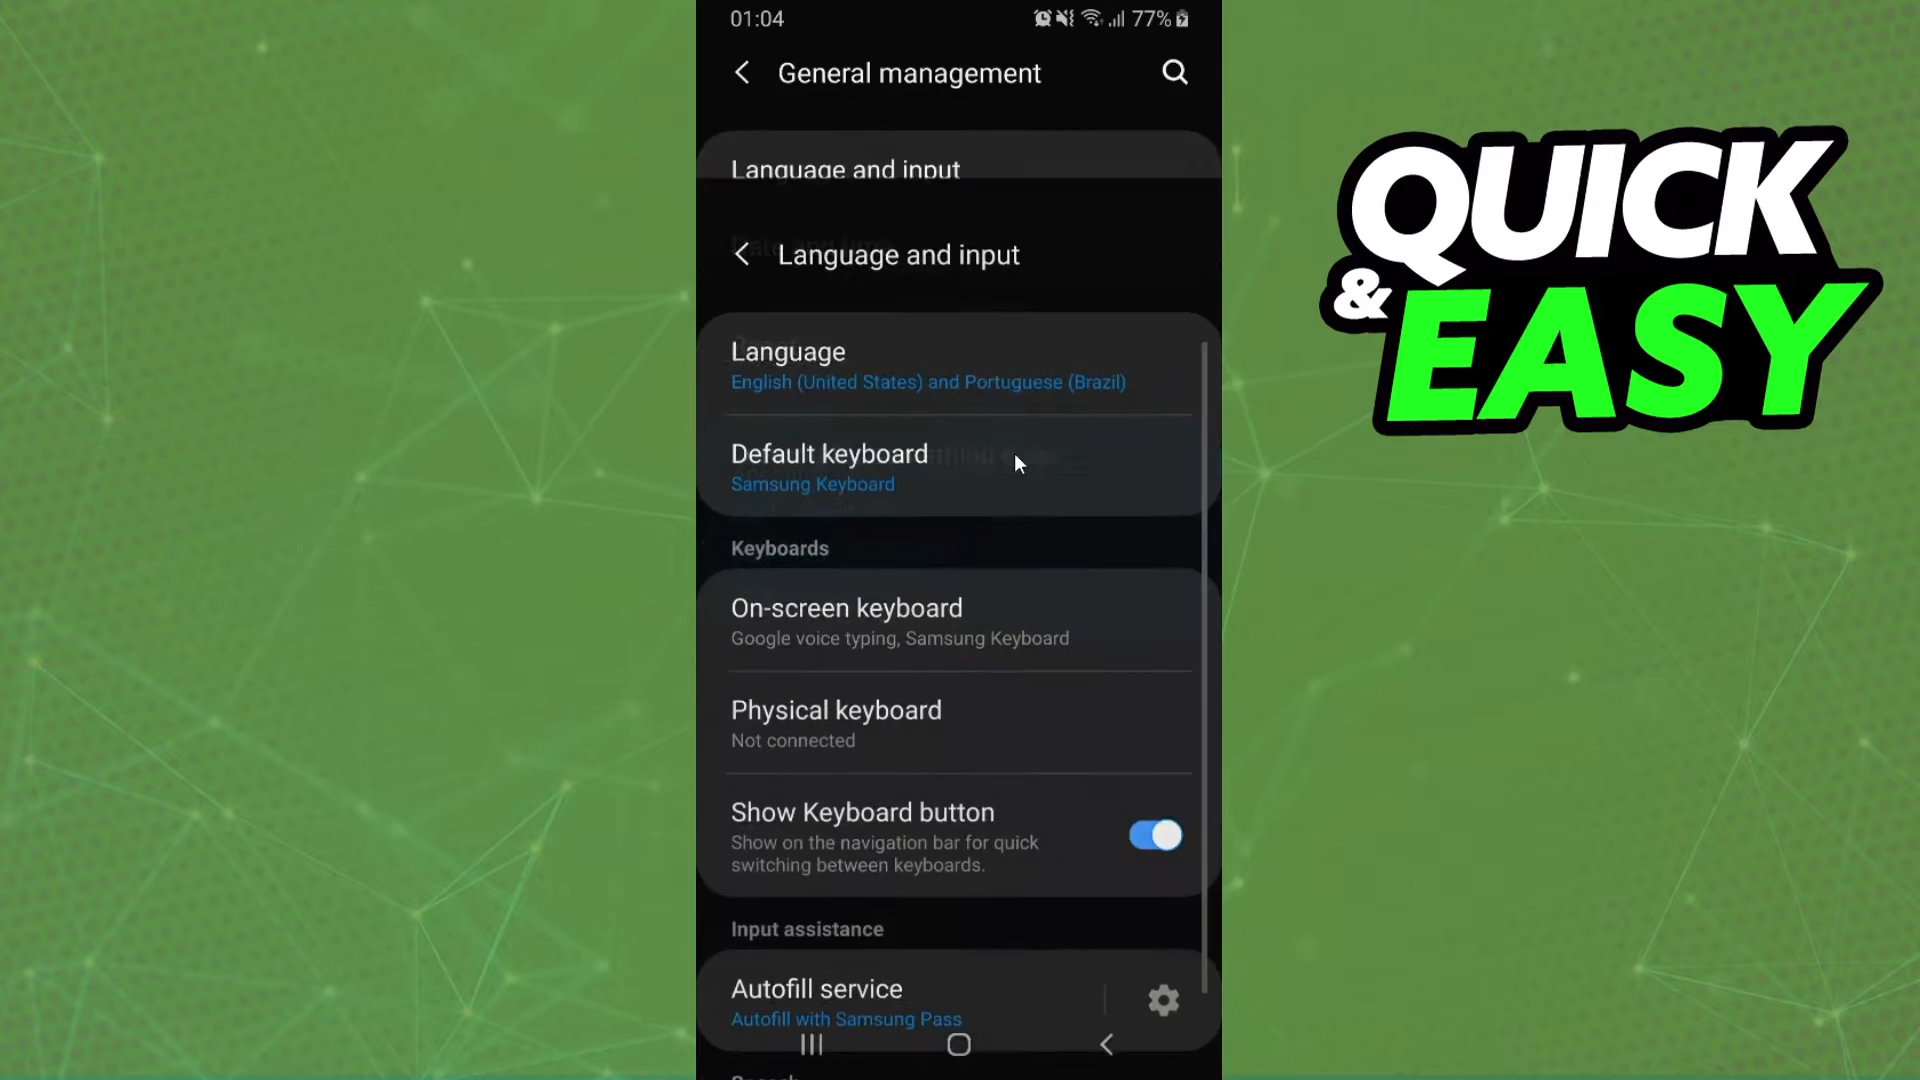 01:04
77%
General management
Language and input
Language and input
Language
English (United States) and Portuguese (Brazil)
Default keyboard
Samsung Keyboard
Keyboards
On-screen keyboard
Google voice typing, Samsung Keyboard
Physical keyboard
Not connected
Show Keyboard button
Show on the navigation bar for quick
switching between keyboards.
Input assistance
Autofill service
Autofill with Samsung Pass
QUICK
& EASY